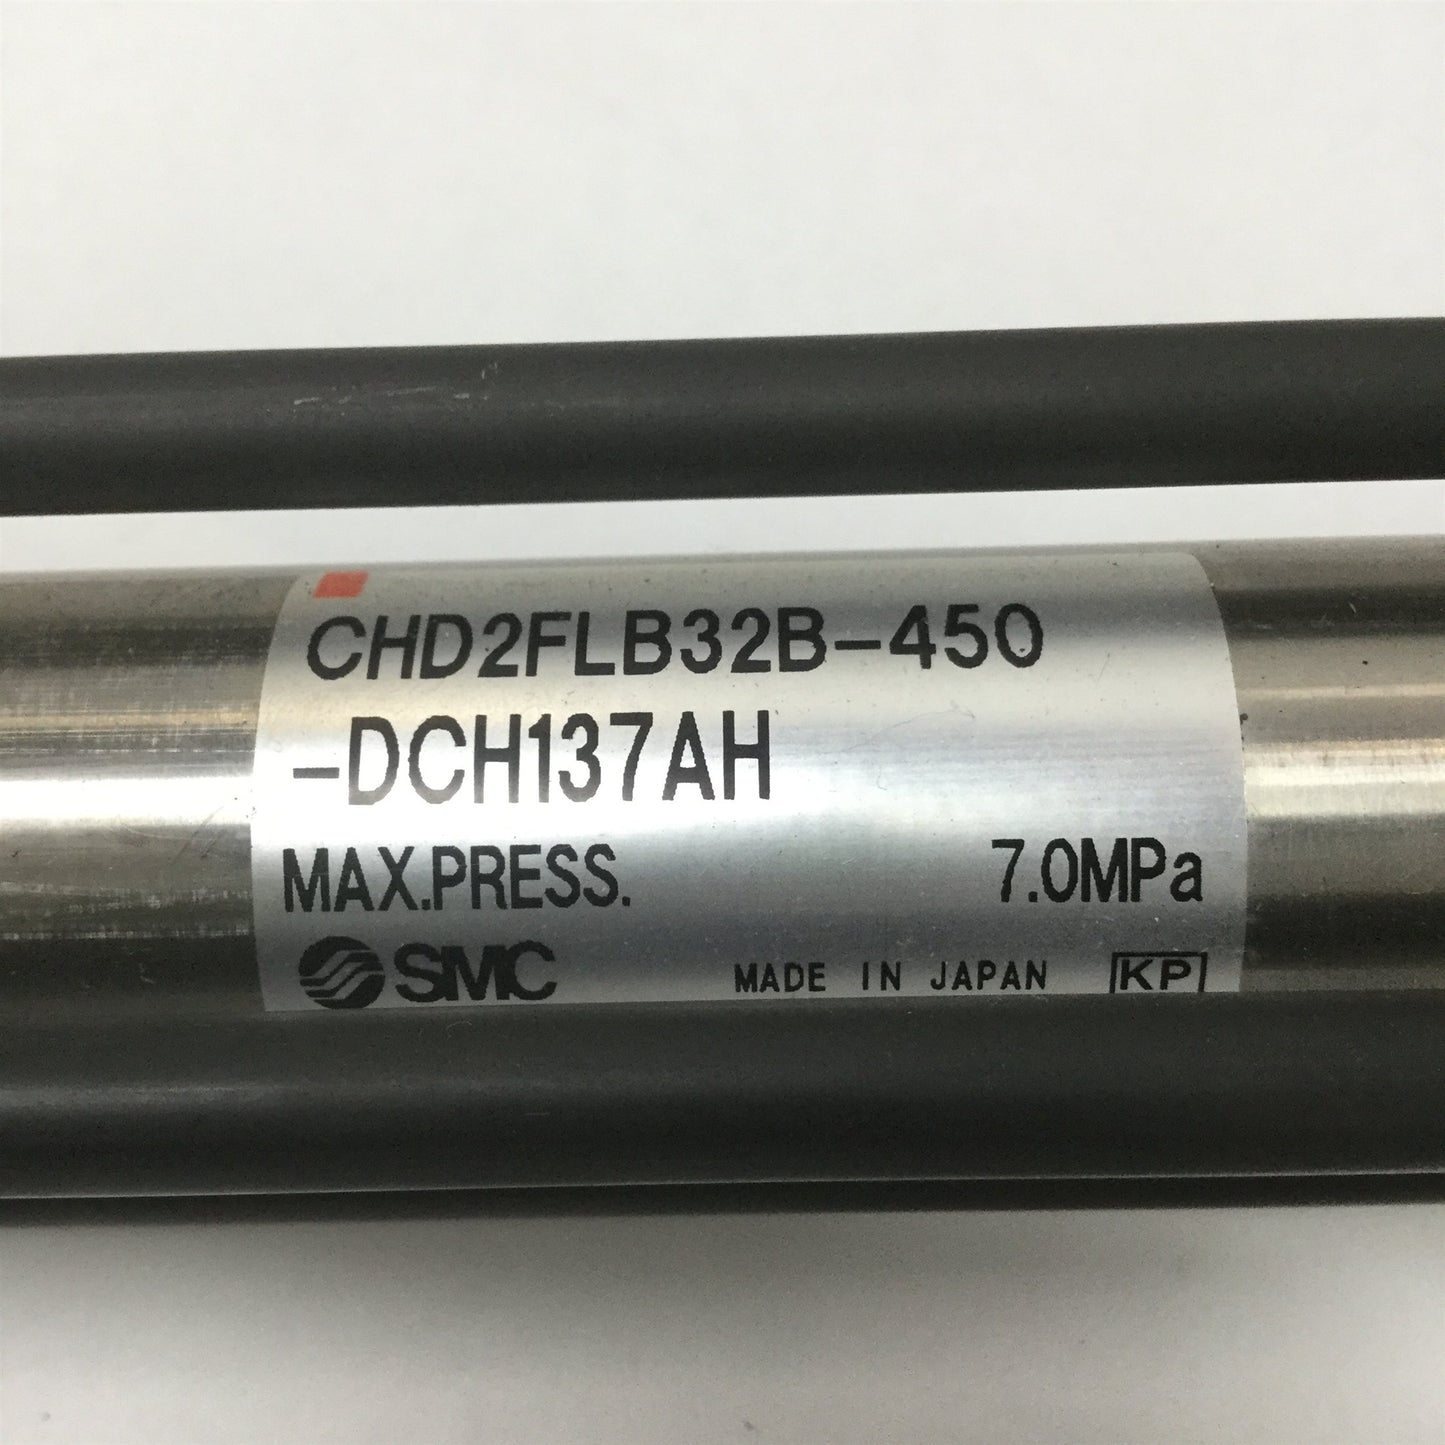 CHD2FLB32B-450
-DCH137AH
MAX.PRESS. 7.0MPa
SMC MADE IN JAPAN KP